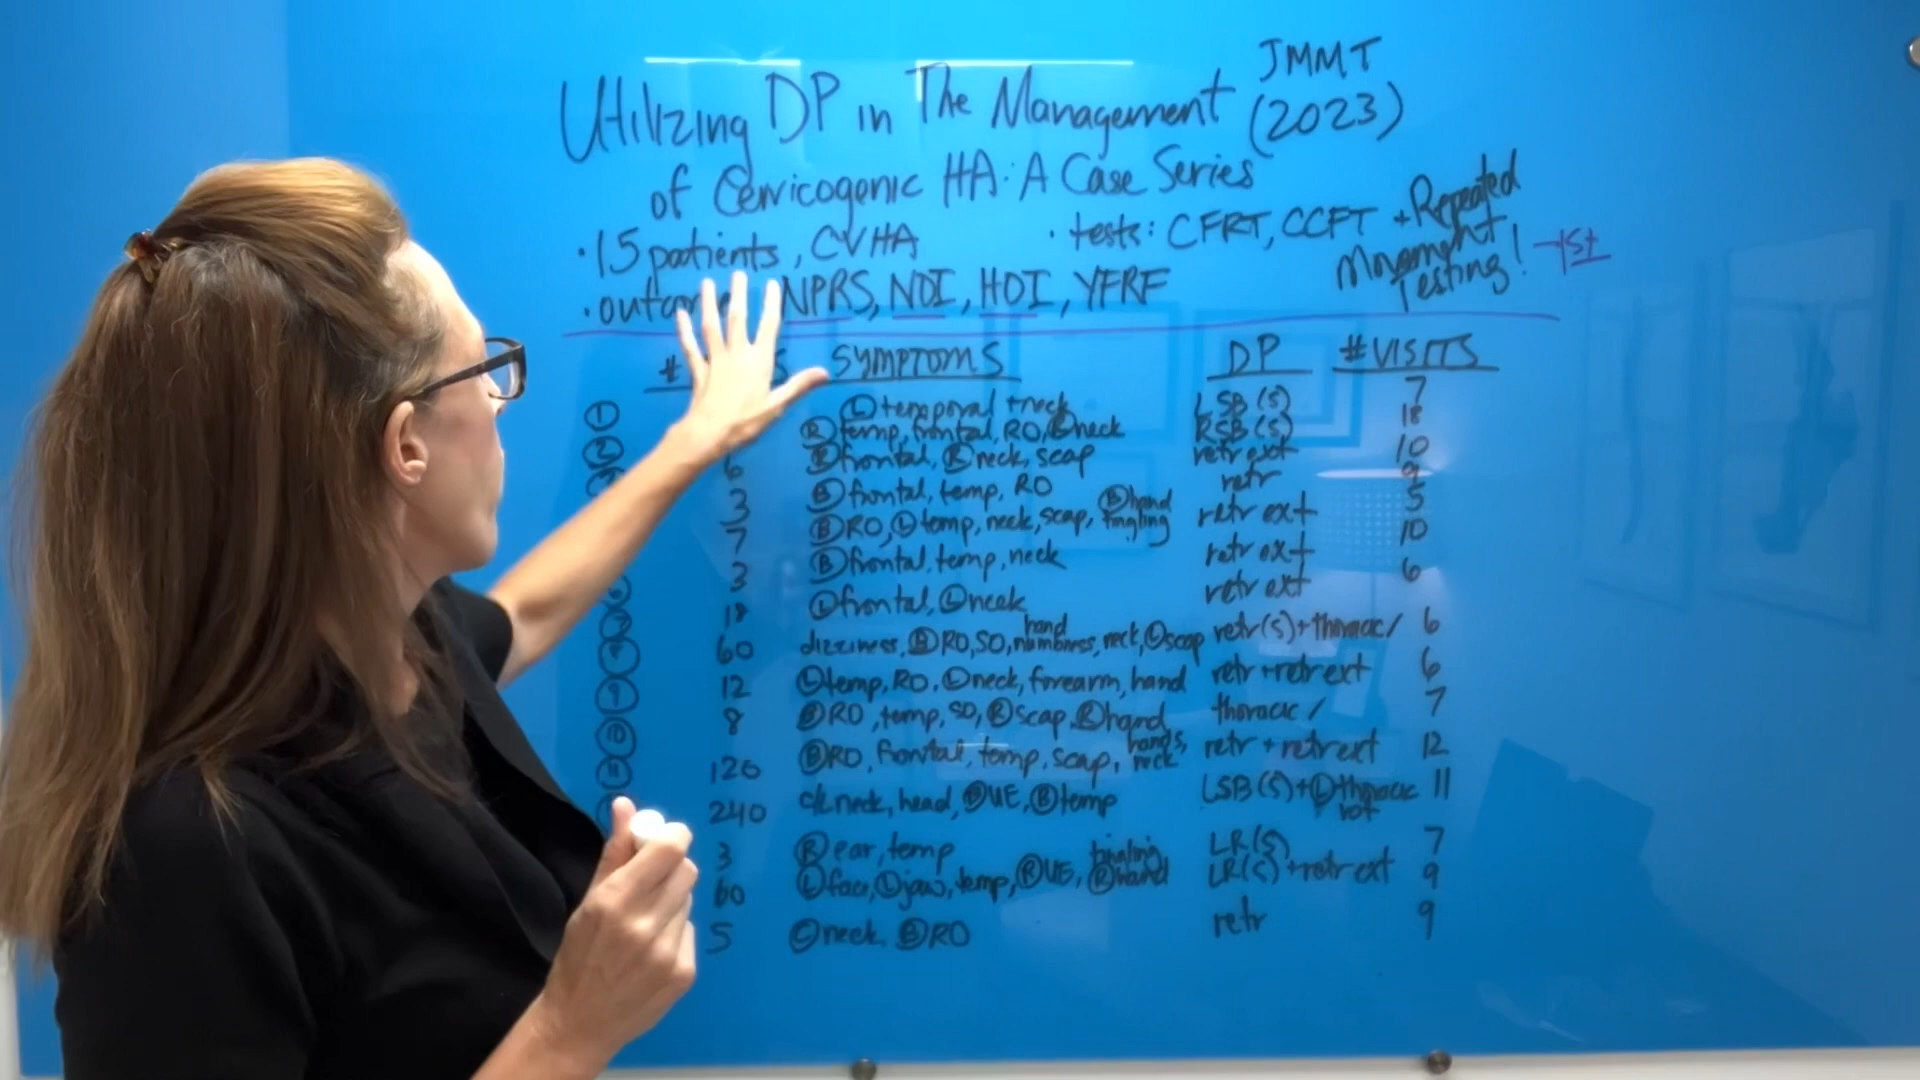 JMMT
Utilizing DP in The Management (2023)
of Cervicogenic HA: A Case Series
• 15 patients, CVHA
• tests: CFRT, CCFT + Repeated Movement Testing! -1st
NPRS, NDI, HDI, YFRF
# SYMPTOMS DP # VISITS
① Ⓛ temporal + neck LSB (S) 7
② Ⓡ temp, frontal, RO, neck RSB (S) 18
6 frontal, neck, scap retr ext 10
3 Ⓑ frontal, temp, RO retr 9
7 Ⓑ RO, Ⓛ temp, neck, scap, Ⓑ hand tingling retr ext 5
3 Ⓑ frontal, temp, neck retr ext 10
18 Ⓛ frontal, Ⓛ neck retr ext 6
60 dizziness, Ⓑ RO, SO, hand numbness, neck, Ⓛ scap retr(s) + thoracic / 6
⑨ 12 Ⓛ temp, RO, Ⓛ neck, forearm, hand retr + retr ext 6
⑩ 8 RO, temp, SO, Ⓡ scap, Ⓡ hand thoracic / 7
⑪ 120 Ⓑ RO, frontal, temp, scap, hands, neck retr + retr ext 12
240 neck, head, UE, Ⓑ temp LSB (S) + Ⓛ thoracic rot 11
3 Ⓡ ear, temp LR (S) 7
60 Ⓛ face, Ⓛ jaw, temp, Ⓡ UE, tingling Ⓡ hand LR (S) + retr ext 9
5 Ⓒ neck, Ⓑ RO retr 9